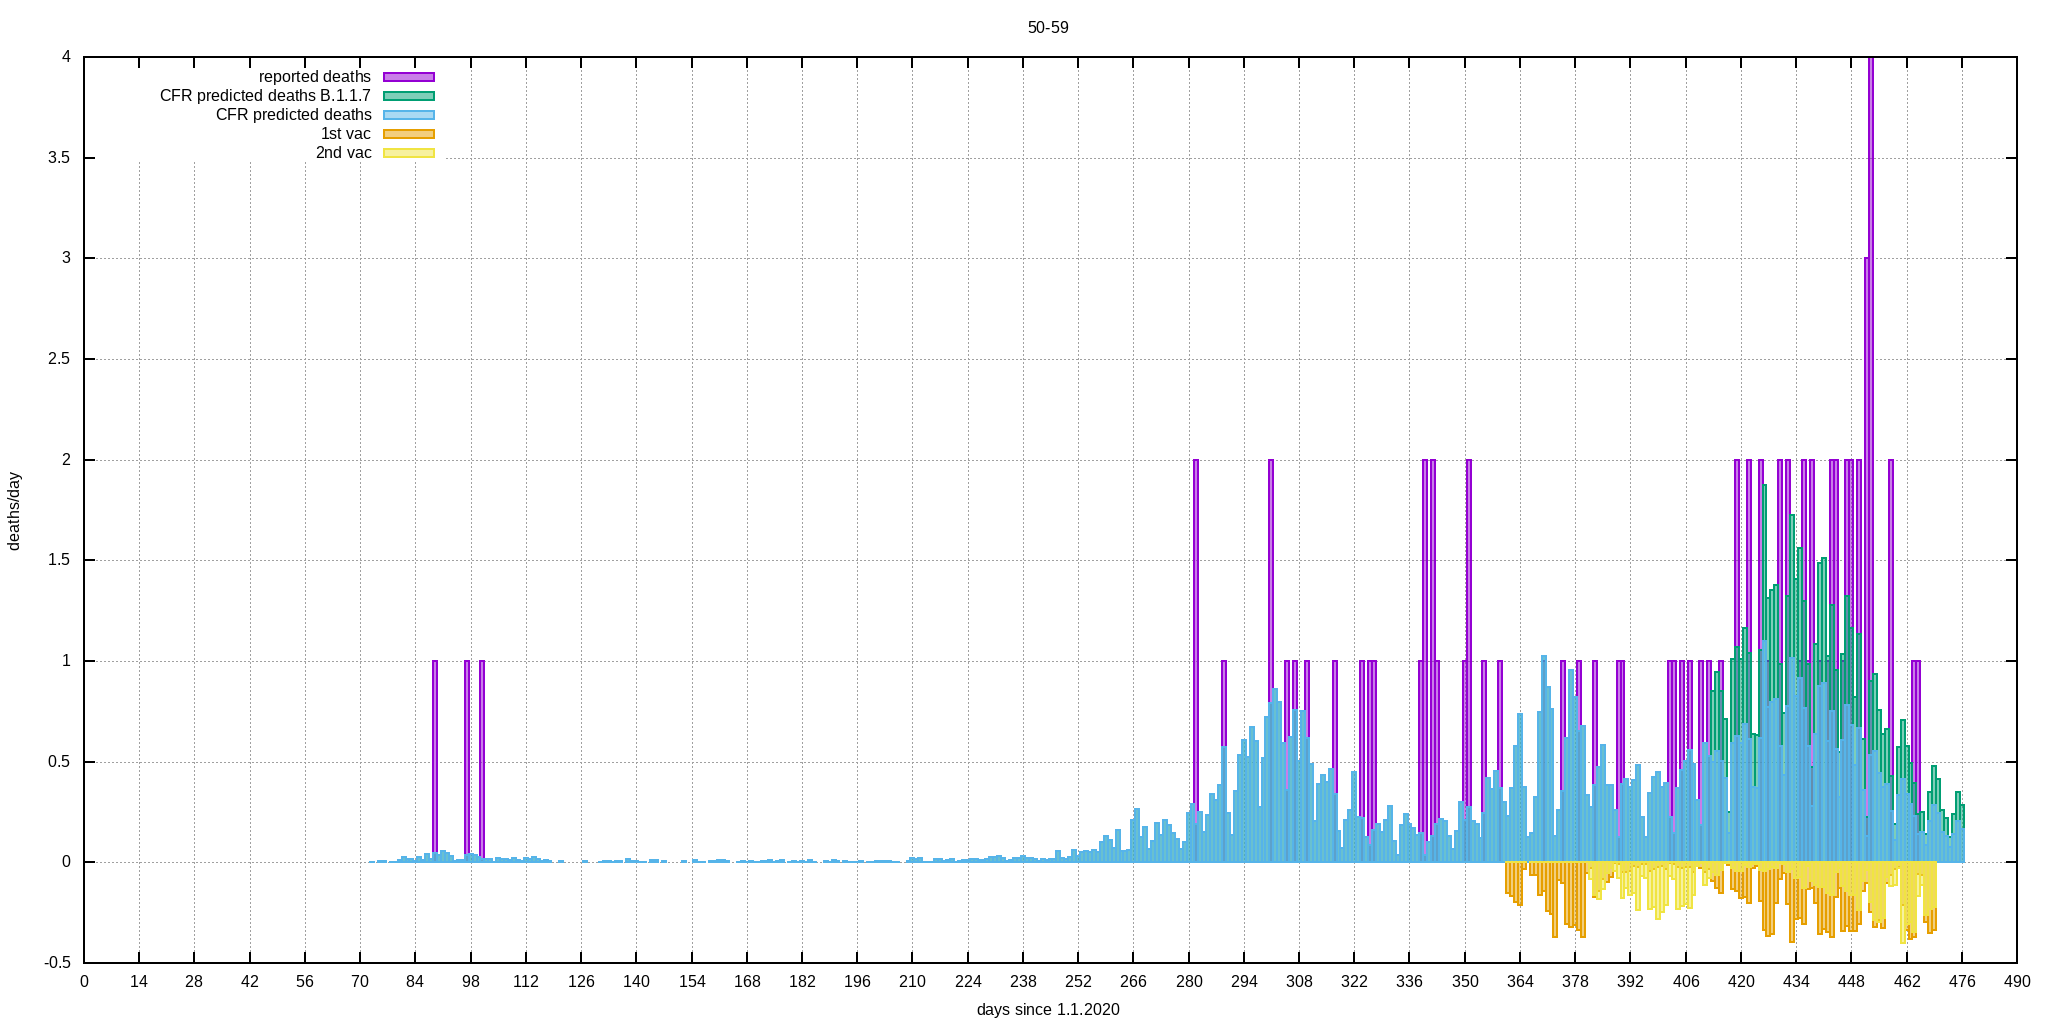 50-59
4
3.5
3
2.5
2
1.5
1
0.5
0
-0.5
deaths/day
reported deaths
CFR predicted deaths B.1.1.7
CFR predicted deaths
1st vac
2nd vac
0 14 28 42 56 70 84 98 112 126 140 154 168 182 196 210 224 238 252 266 280 294 308 322 336 350 364 378 392 406 420 434 448 462 476 490
days since 1.1.2020